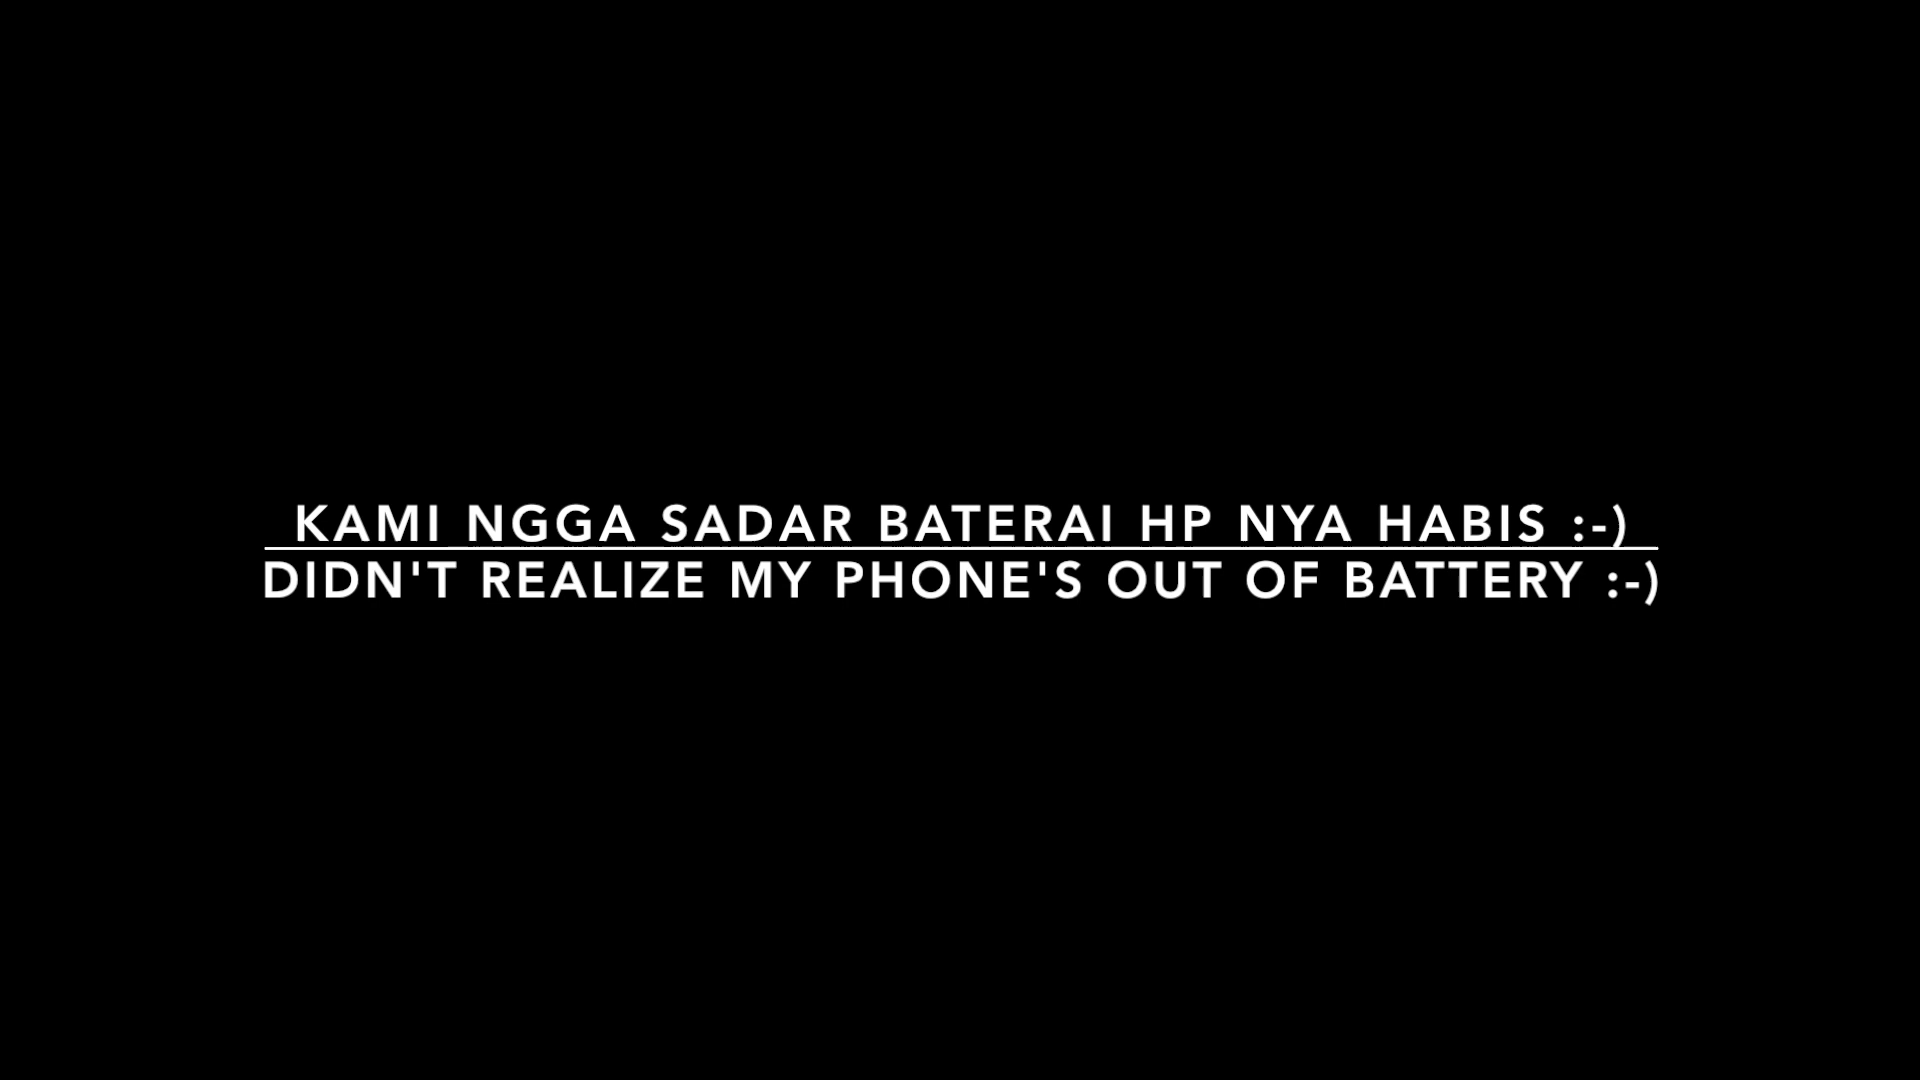 KAMI NGGA SADAR BATERAI HP NYA HABIS :-)
DIDN'T REALIZE MY PHONE'S OUT OF BATTERY :-)